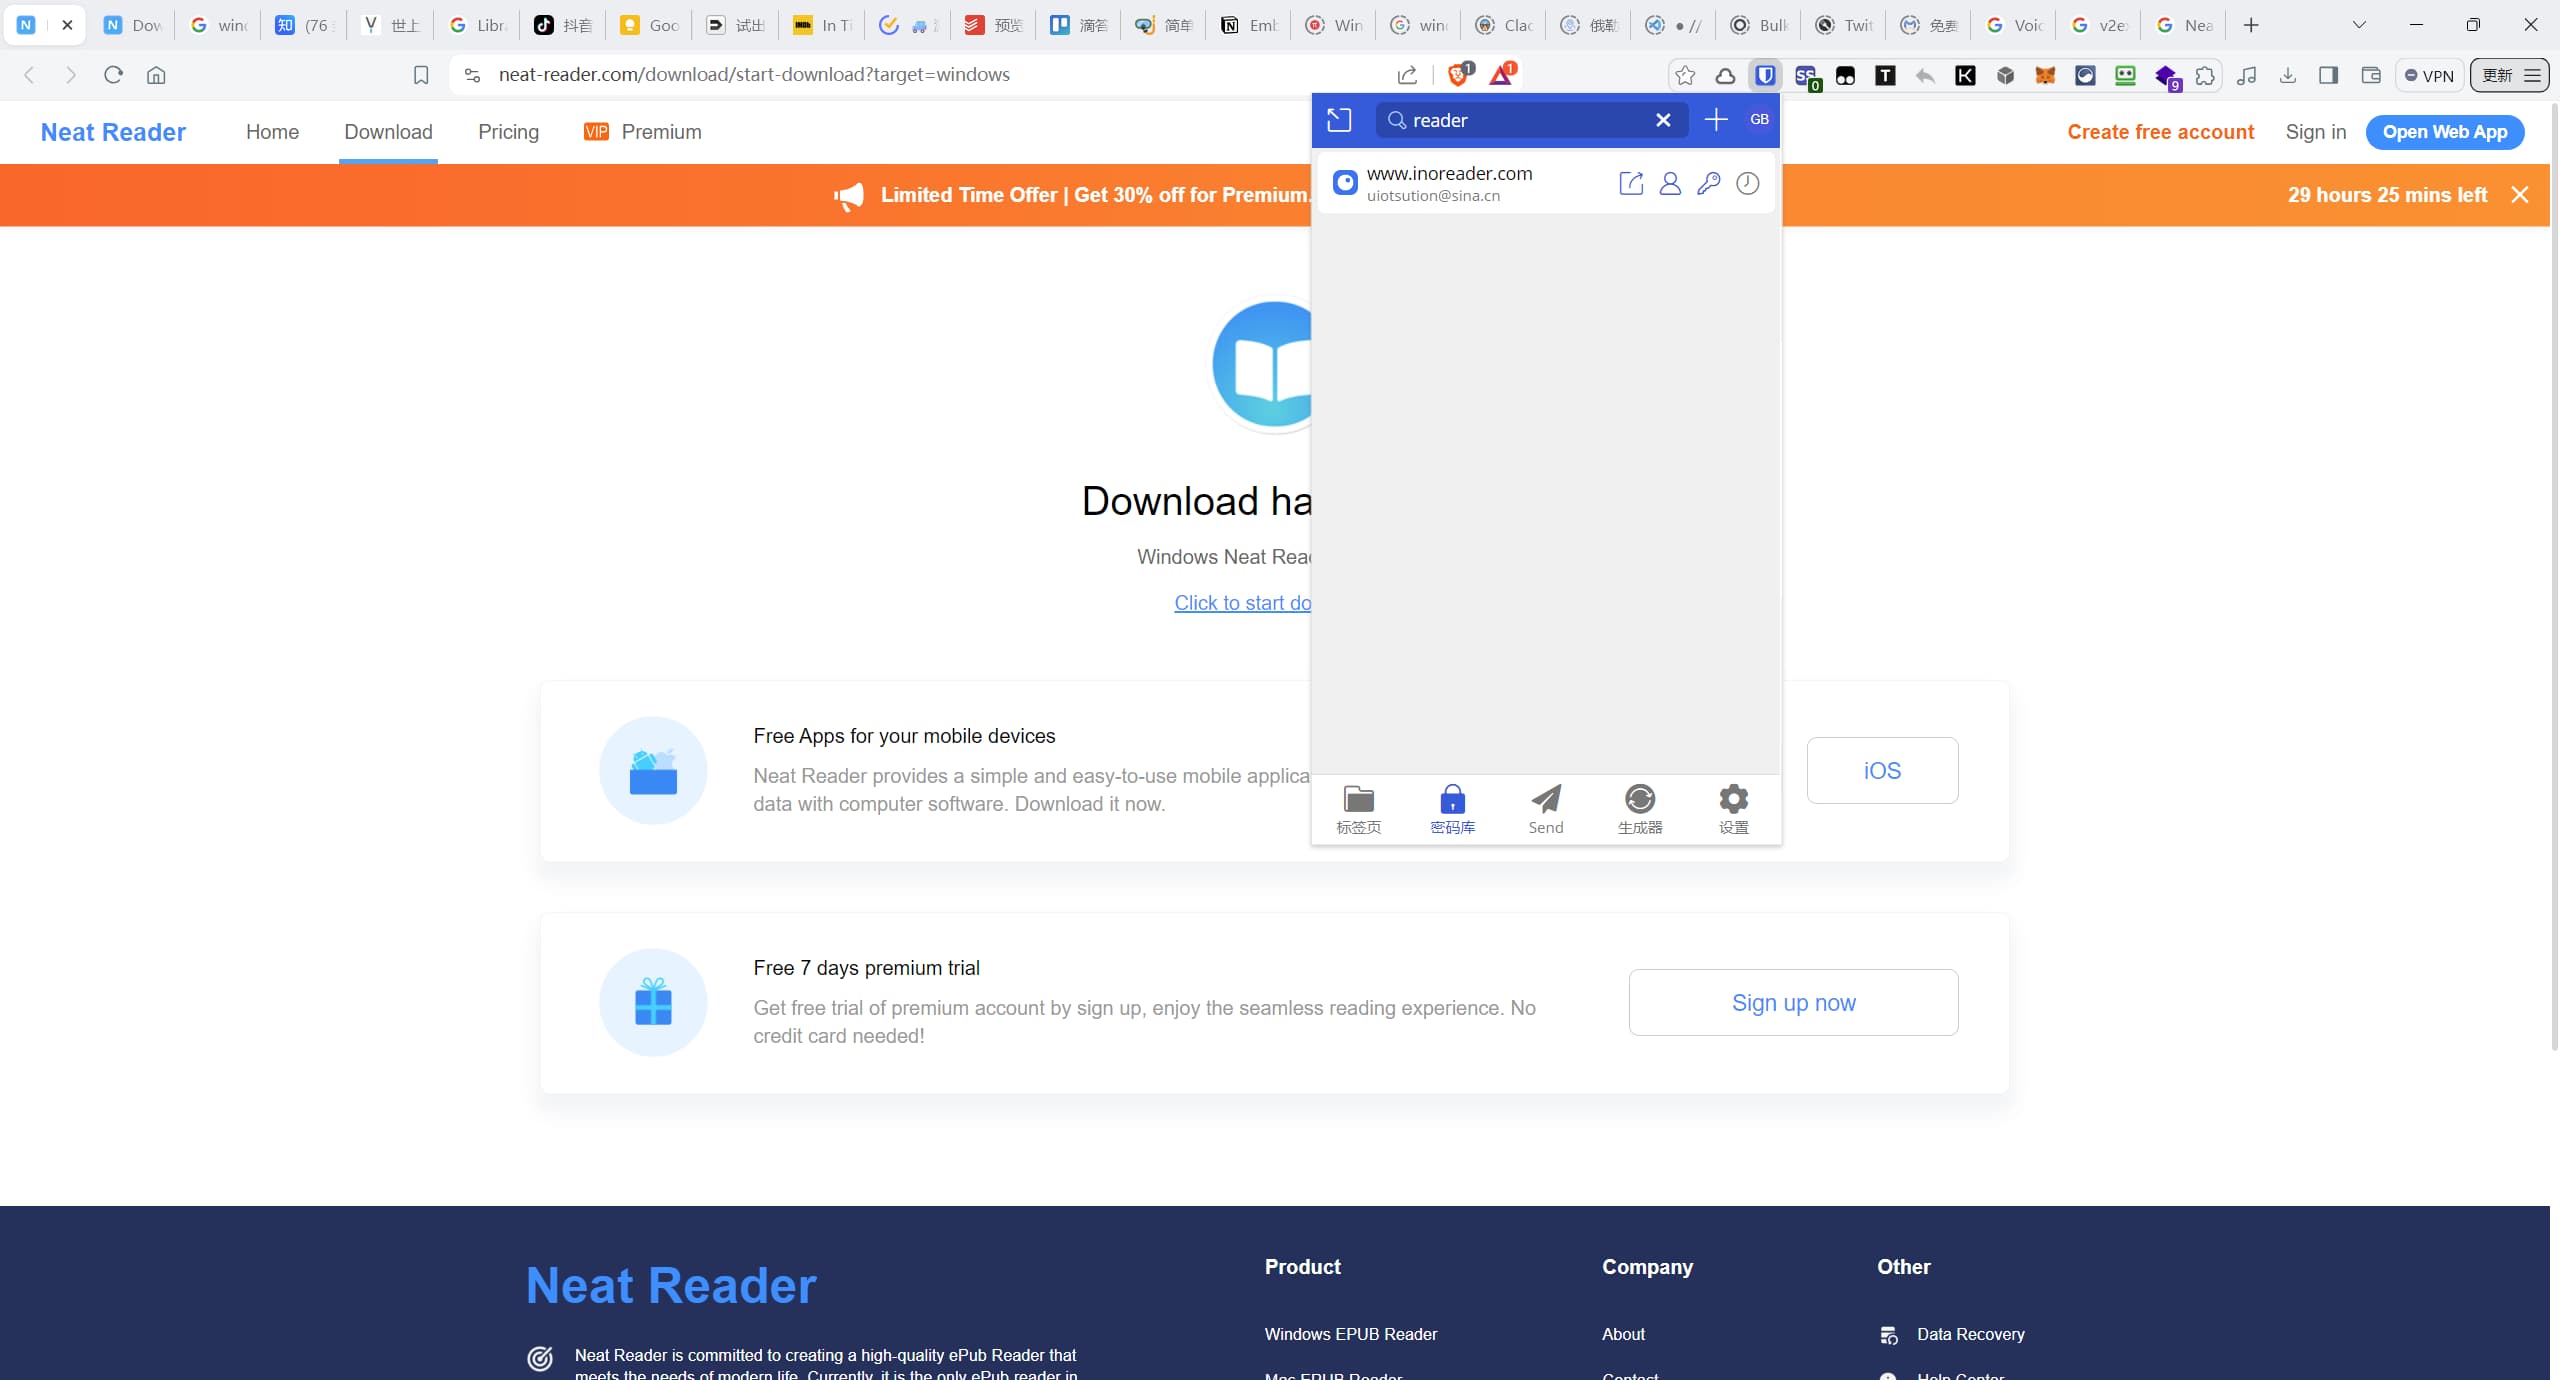 Dow
知 (76
世上
Libr
抖音
Goo
试出
In Ti
预览
滴答
简单
Emb
Win
Clac
俄勒
• //
Bulk
Twit
免费
Voic
v2ex
Nea
neat-reader.com/download/start-download?target=windows
1
1
0
9
VPN
更新
Neat Reader
Home
Download
Pricing
VIP Premium
reader
GB
Create free account
Sign in
Open Web App
Limited Time Offer | Get 30% off for Premium.
29 hours 25 mins left
www.inoreader.com
uiotsution@sina.cn
Download ha
Windows Neat Rea
Click to start do
Free Apps for your mobile devices
Neat Reader provides a simple and easy-to-use mobile applica
data with computer software. Download it now.
iOS
标签页
密码库
Send
生成器
设置
Free 7 days premium trial
Get free trial of premium account by sign up, enjoy the seamless reading experience. No
credit card needed!
Sign up now
Neat Reader
Product
Company
Other
Windows EPUB Reader
About
Data Recovery
Neat Reader is committed to creating a high-quality ePub Reader that
meets the needs of modern life. Currently, it is the only ePub reader in
Mac EPUB Reader
Contact
Help Center